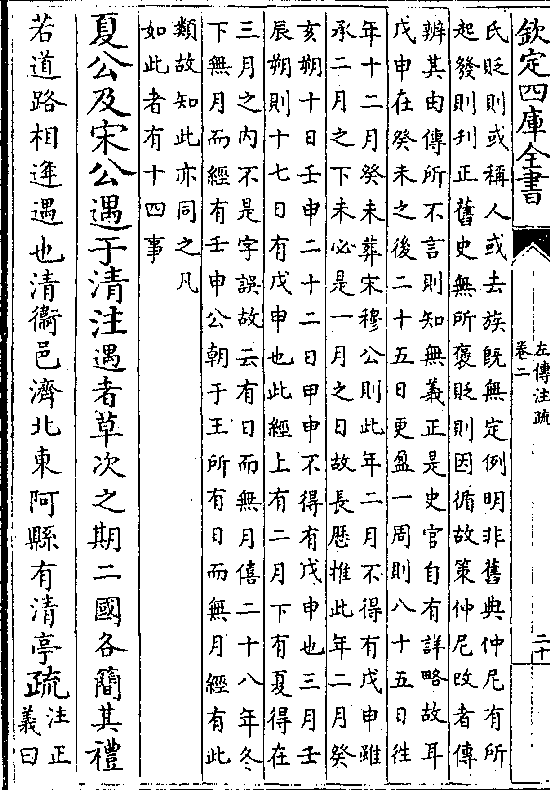 欽定四庫全書
左傳注疏
卷二
二十
氏貶則或稱人或去族旣無定例明非舊典仲尼有所
起發則刋正舊史無所褒貶則因循故策仲尼改者傳
辨其由傳所不言則知無義正是史官自有詳略故耳
戊申在癸未之後二十五日更盈一周則八十五日往
年十二月癸未葬宋穆公則此年二月不得有戊申雖
承二月之下未必是一月之日故長厯推此年二月癸
亥朔十日壬申二十二日甲申不得有戊申也三月壬
辰朔則十七日有戊申也此經上有二月下有夏得在
三月之内不是字誤故云有日而無月僖二十八年冬
下無月而經有壬申公朝于王所有日而無月經有此
類故知此亦同之凡
如此者有十四事
夏公及宋公遇于清注遇者草次之期二國各簡其禮
若道路相逢遇也清衞邑濟北東阿縣有清亭疏注正
義曰